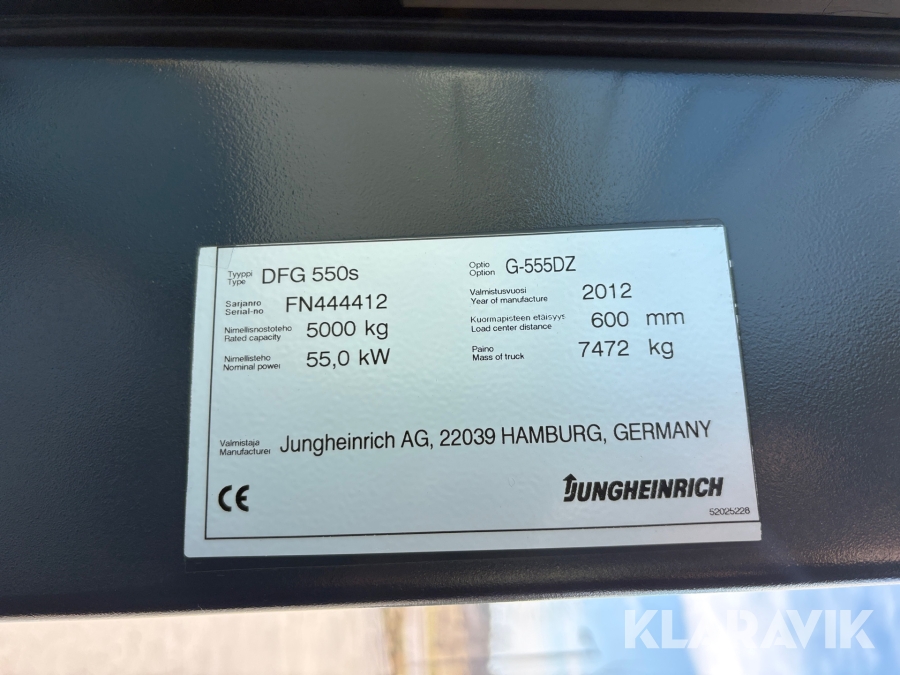 Tyyppi
Type DFG 550s
Optio
Option G-555DZ
Sarjanro
Serial-no FN444412
Valmistusvuosi
Year of manufacture 2012
Nimellisnostoteho
Rated capacity 5000 kg
Kuormapisteen etäisyys
Load center distance 600 mm
Nimellisteho
Nominal power 55,0 kW
Paino
Mass of truck 7472 kg
Valmistaja
Manufacturer Jungheinrich AG, 22039 HAMBURG, GERMANY
CE
JUNGHEINRICH
52025228
KLARAVIK